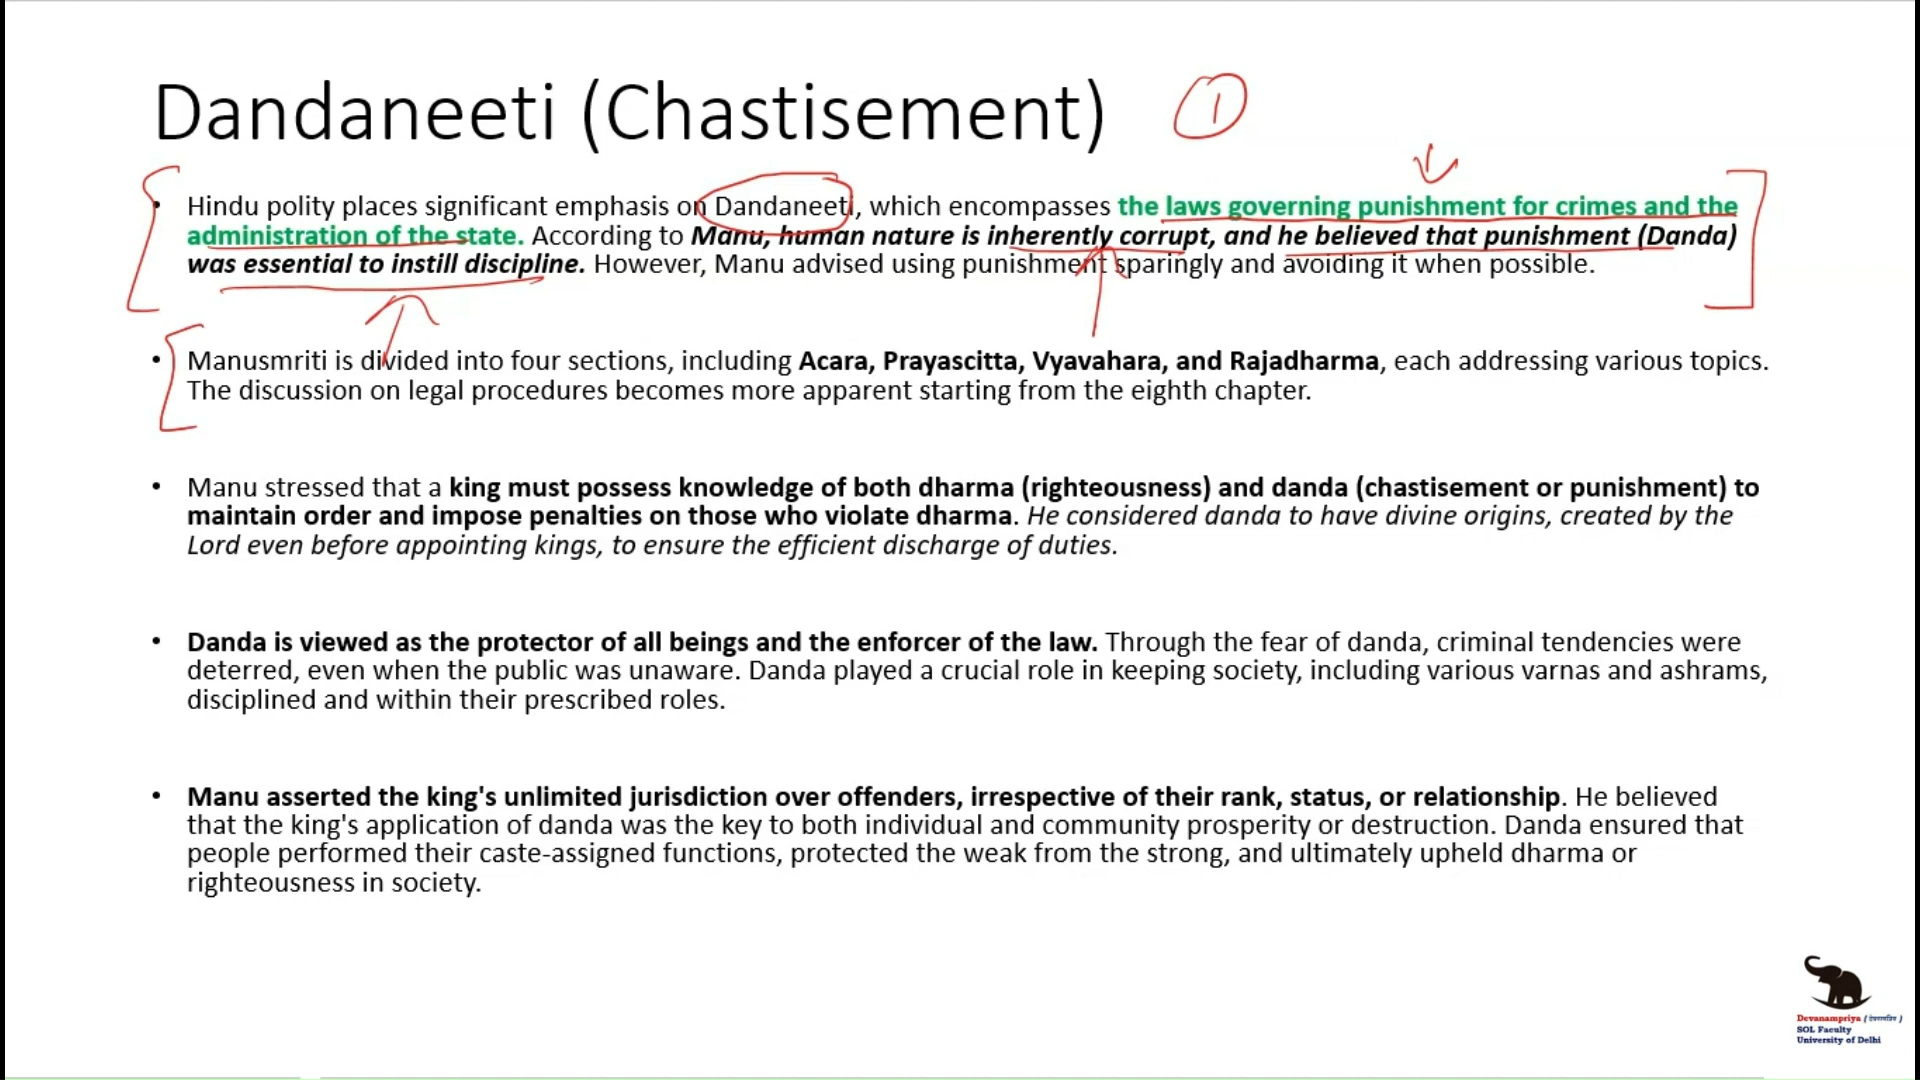 Dandaneeti (Chastisement)
1
• Hindu polity places significant emphasis on Dandaneeti, which encompasses the laws governing punishment for crimes and the
administration of the state. According to Manu, human nature is inherently corrupt, and he believed that punishment (Danda)
was essential to instill discipline. However, Manu advised using punishment sparingly and avoiding it when possible.
• Manusmriti is divided into four sections, including Acara, Prayascitta, Vyavahara, and Rajadharma, each addressing various topics.
The discussion on legal procedures becomes more apparent starting from the eighth chapter.
• Manu stressed that a king must possess knowledge of both dharma (righteousness) and danda (chastisement or punishment) to
maintain order and impose penalties on those who violate dharma. He considered danda to have divine origins, created by the
Lord even before appointing kings, to ensure the efficient discharge of duties.
• Danda is viewed as the protector of all beings and the enforcer of the law. Through the fear of danda, criminal tendencies were
deterred, even when the public was unaware. Danda played a crucial role in keeping society, including various varnas and ashrams,
disciplined and within their prescribed roles.
• Manu asserted the king's unlimited jurisdiction over offenders, irrespective of their rank, status, or relationship. He believed
that the king's application of danda was the key to both individual and community prosperity or destruction. Danda ensured that
people performed their caste-assigned functions, protected the weak from the strong, and ultimately upheld dharma or
righteousness in society.
Devanampriya
SOL Faculty
University of Delhi